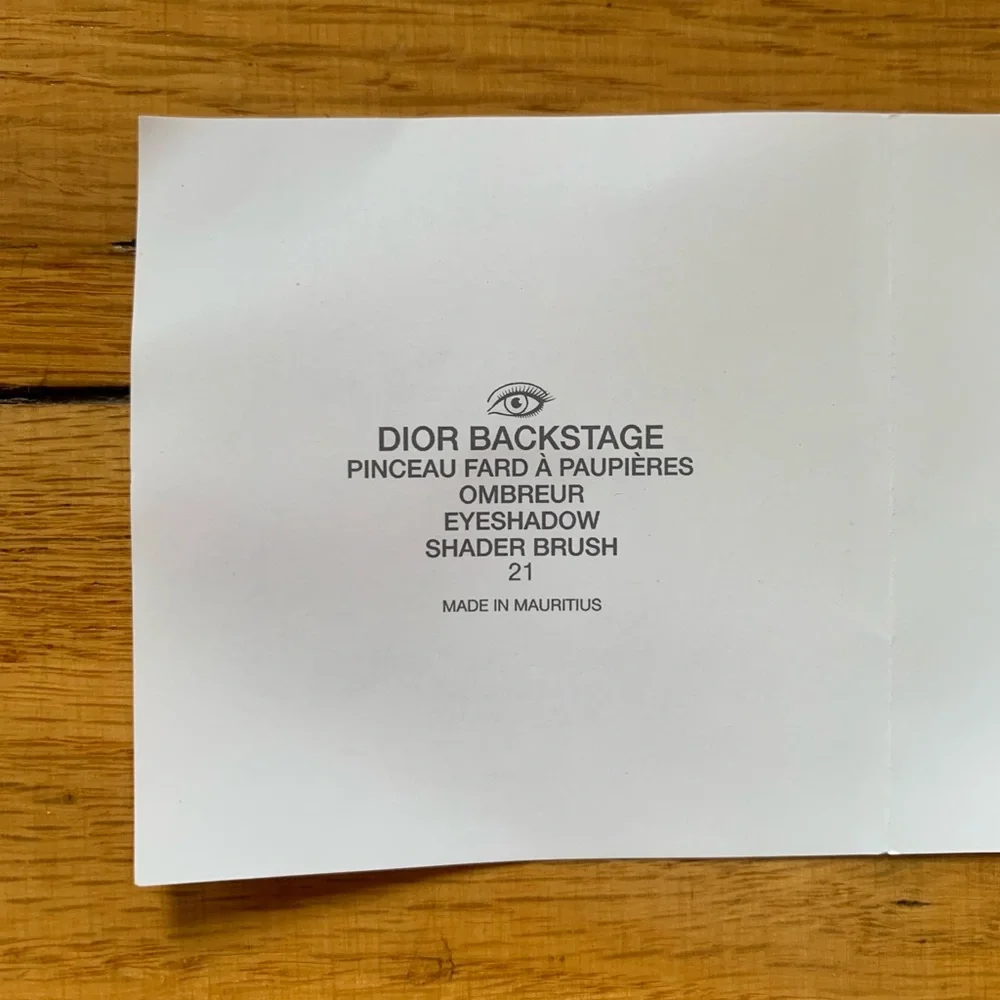 DIOR BACKSTAGE
PINCEAU FARD À PAUPIÈRES
OMBREUR
EYESHADOW
SHADER BRUSH
21
MADE IN MAURITIUS